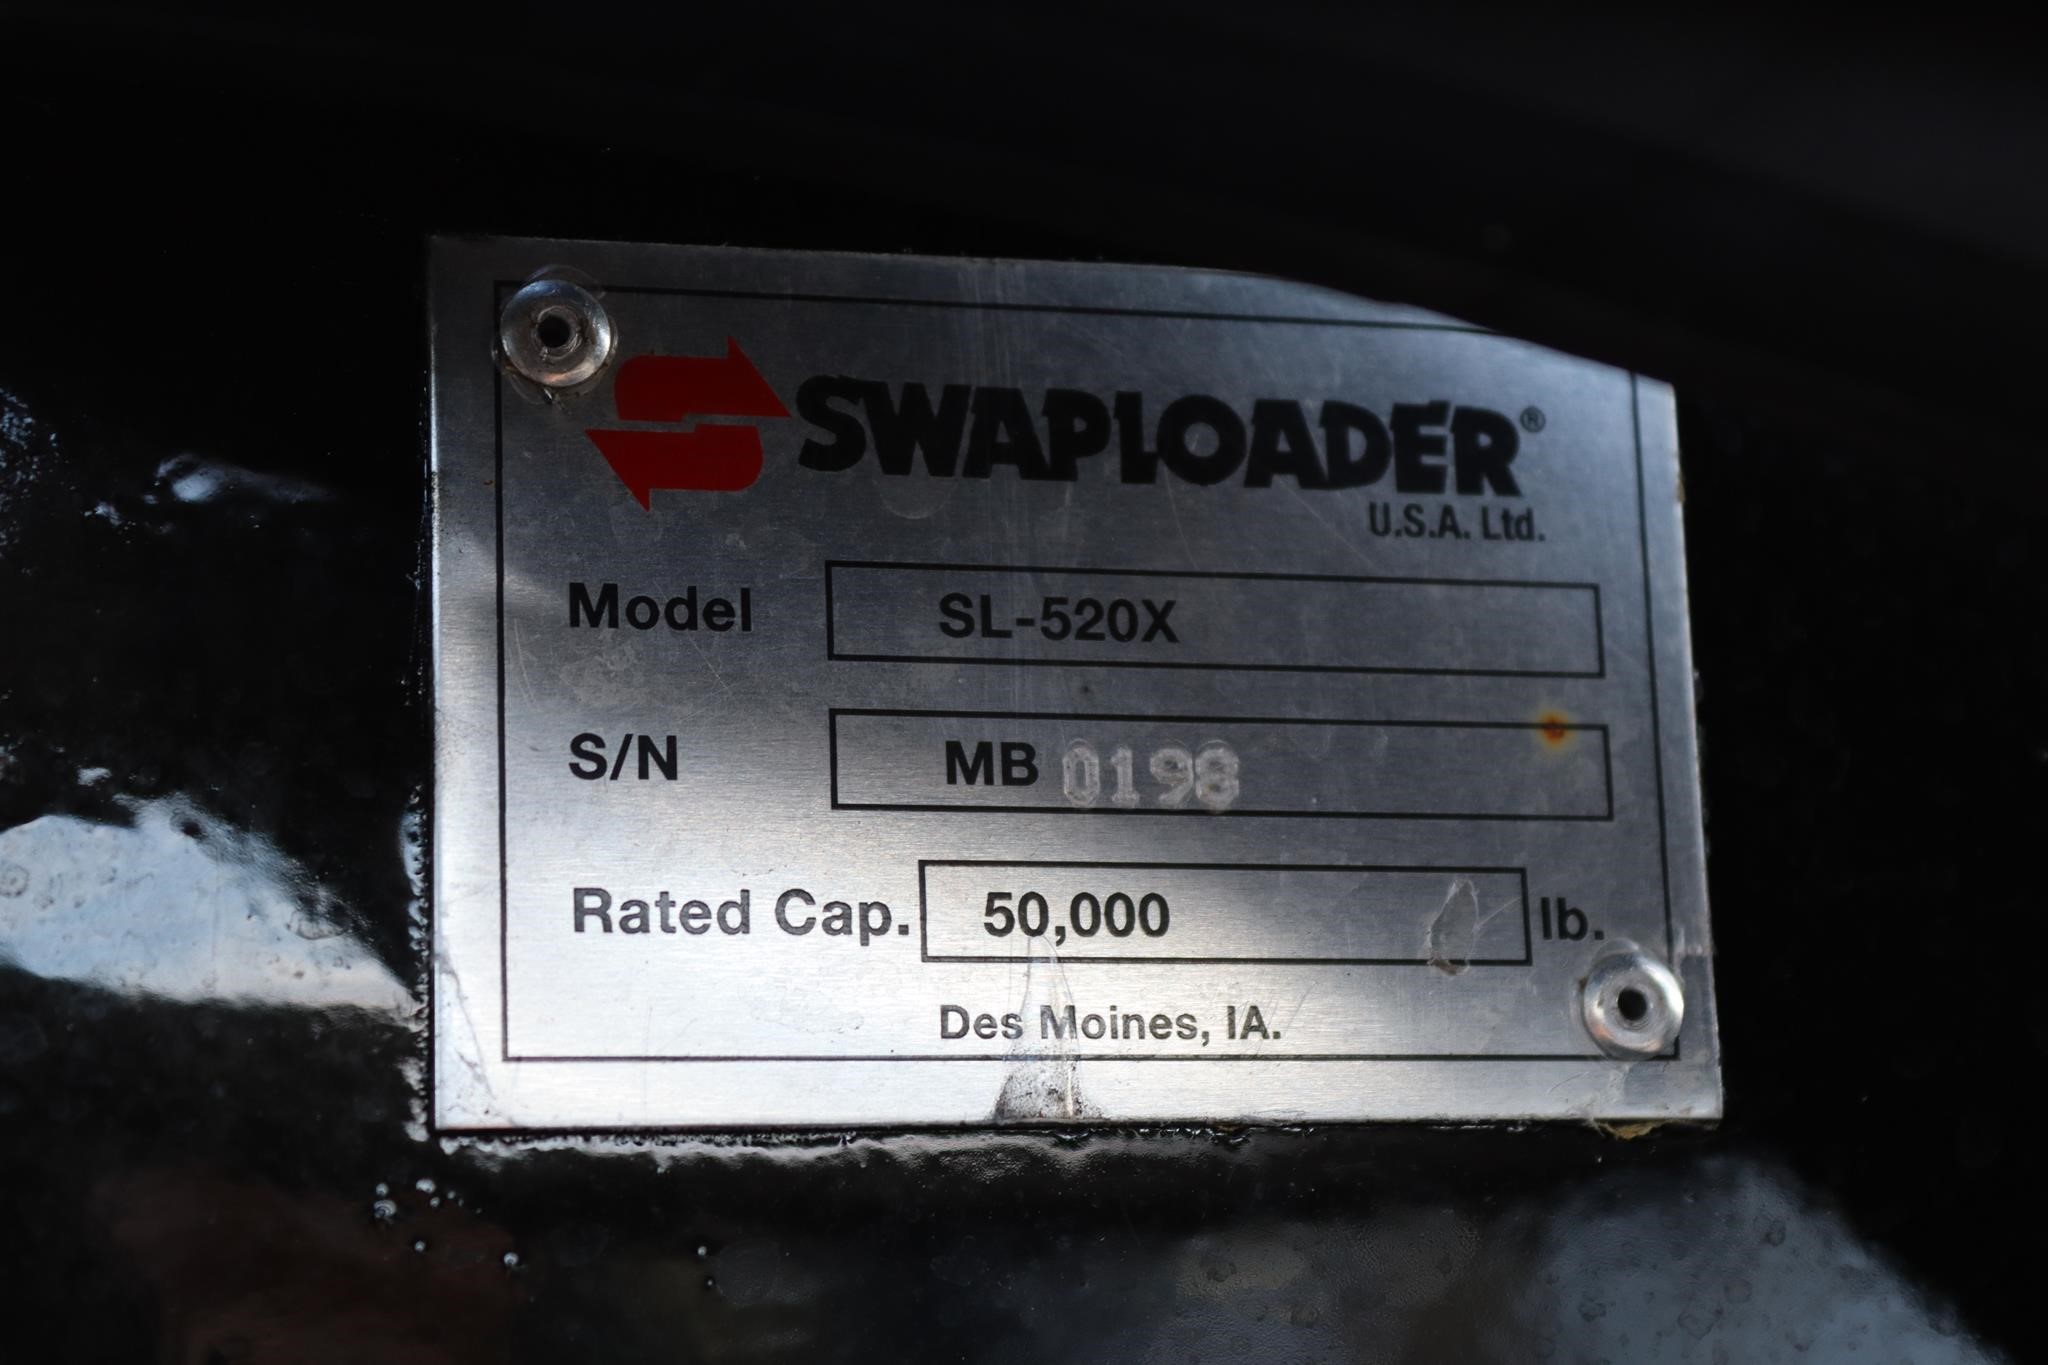 SWAPLOADER®
U.S.A. Ltd.
Model SL-520X
S/N MB 0198
Rated Cap. 50,000 lb.
Des Moines, IA.